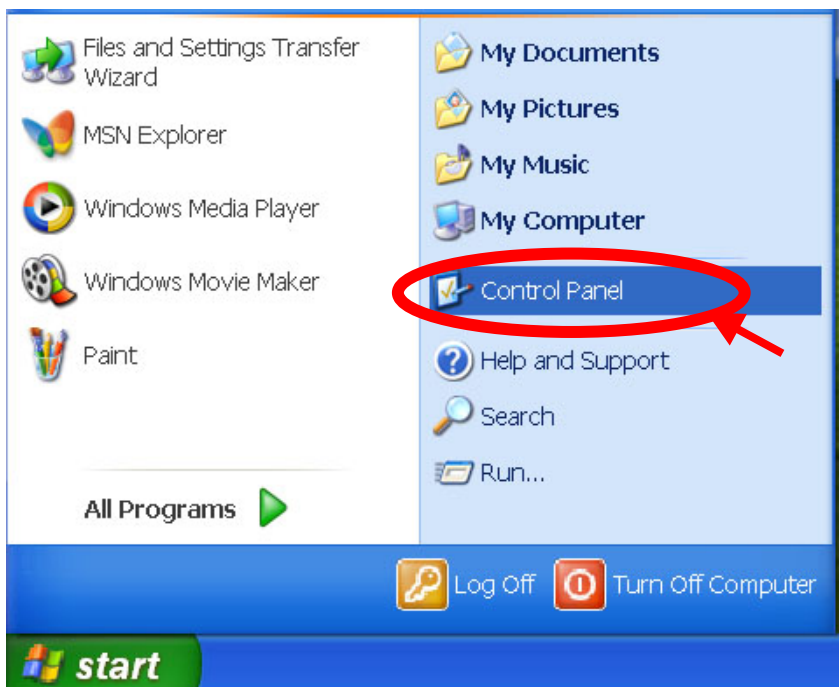 Files and Settings Transfer
Wizard
MSN Explorer
Windows Media Player
Windows Movie Maker
Paint
All Programs
My Documents
My Pictures
My Music
My Computer
Control Panel
Help and Support
Search
Run...
Log Off
Turn Off Computer
start